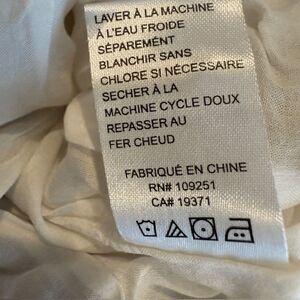 LAVER À LA MACHINE
À L'EAU FROIDE
SÉPARÉMENT
BLANCHIR SANS
CHLORE SI NÉCESSAIRE
SECHER À LA
MACHINE CYCLE DOUX
REPASSER AU
FER CHEUD
FABRIQUÉ EN CHINE
RN# 109251
CA# 19371